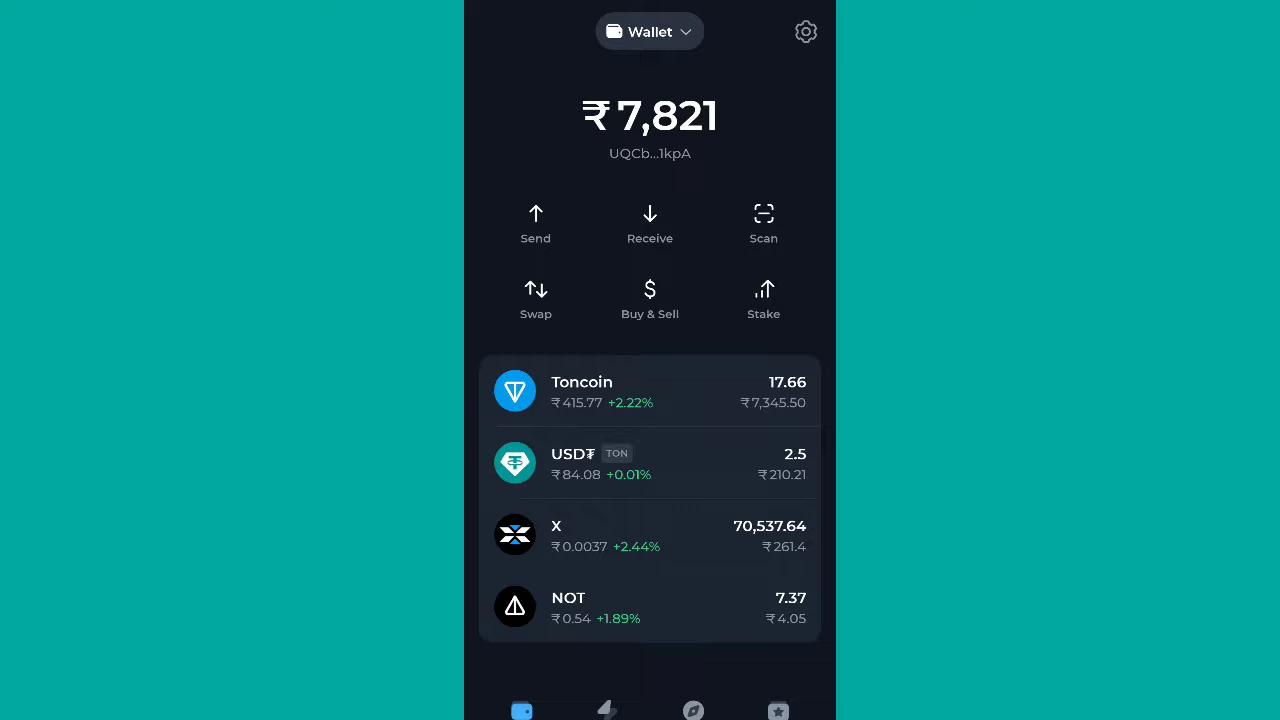 Wallet
₹ 7,821
UQCb...1kpA
Send Receive Scan
Swap Buy & Sell Stake
Toncoin 17.66
₹ 415.77 +2.22% ₹ 7,345.50
USD₮ TON 2.5
₹ 84.08 +0.01% ₹ 210.21
X 70,537.64
₹ 0.0037 +2.44% ₹ 261.4
NOT 7.37
₹ 0.54 +1.89% ₹ 4.05